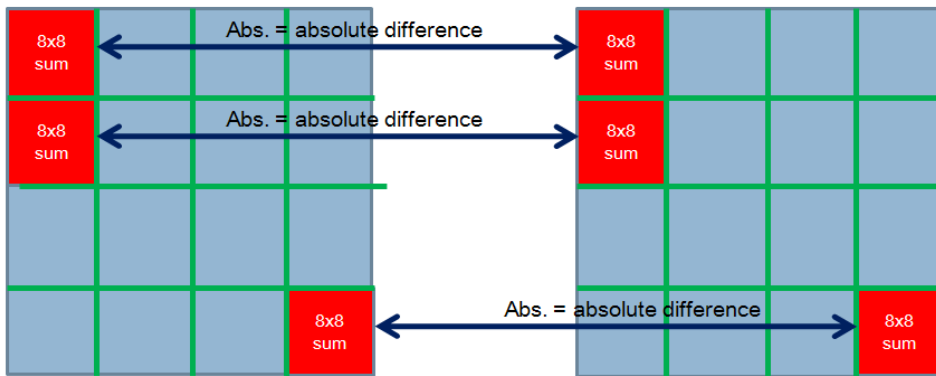 8x8
sum
Abs. = absolute difference
8x8
sum
8x8
sum
Abs. = absolute difference
8x8
sum
Abs. = absolute difference
8x8
sum
8x8
sum